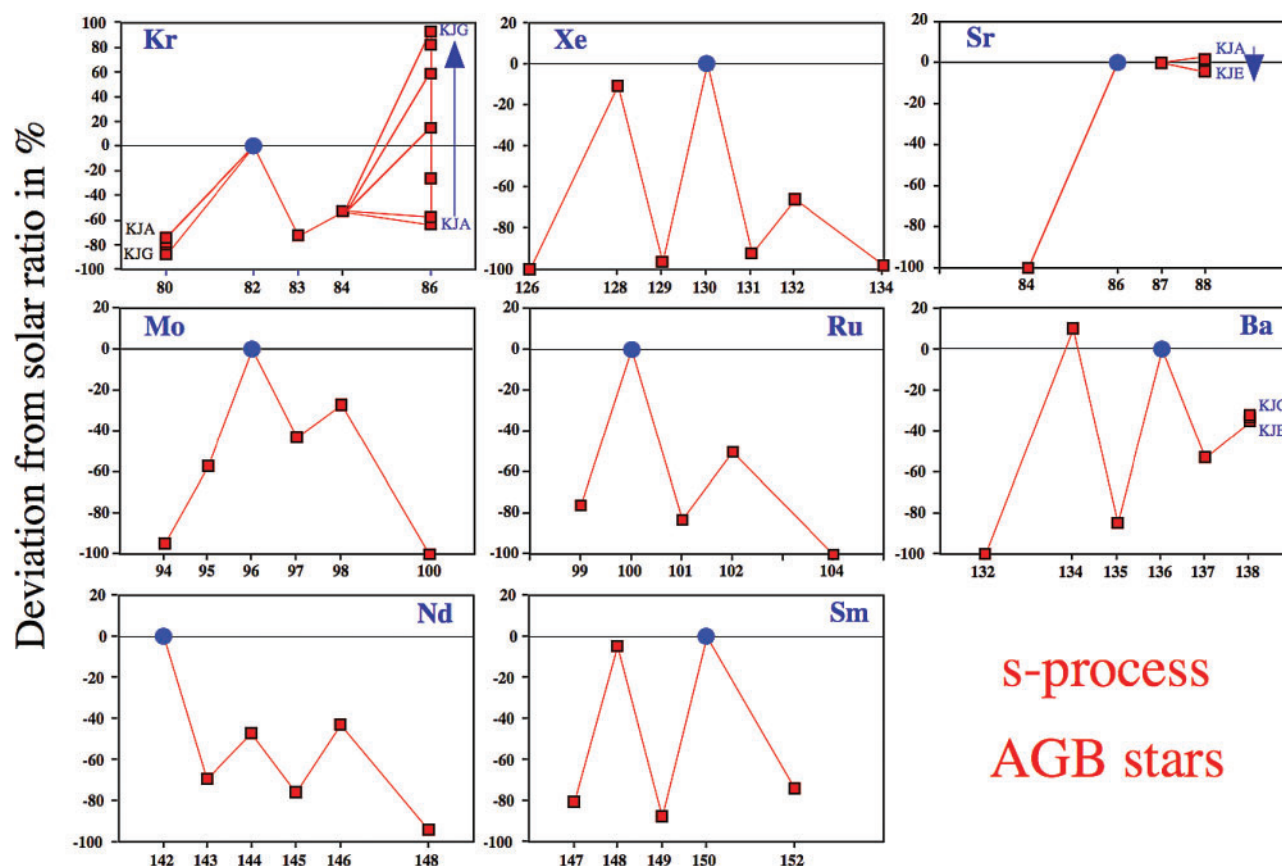 Deviation from solar ratio in %
Kr
100
80
60
40
20
0
-20
-40
-60
-80
-100
KJG
KJA
KJA
KJG
80 82 83 84 86
Xe
20
0
-20
-40
-60
-80
-100
126 128 129 130 131 132 134
Sr
20
0
-20
-40
-60
-80
-100
KJA
KJE
84 86 87 88
Mo
20
0
-20
-40
-60
-80
-100
94 95 96 97 98 100
Ru
20
0
-20
-40
-60
-80
-100
99 100 101 102 104
Ba
20
0
-20
-40
-60
-80
-100
KJE
132 134 135 136 137 138
Nd
20
0
-20
-40
-60
-80
-100
142 143 144 145 146 148
Sm
20
0
-20
-40
-60
-80
-100
147 148 149 150 152
s-process
AGB stars